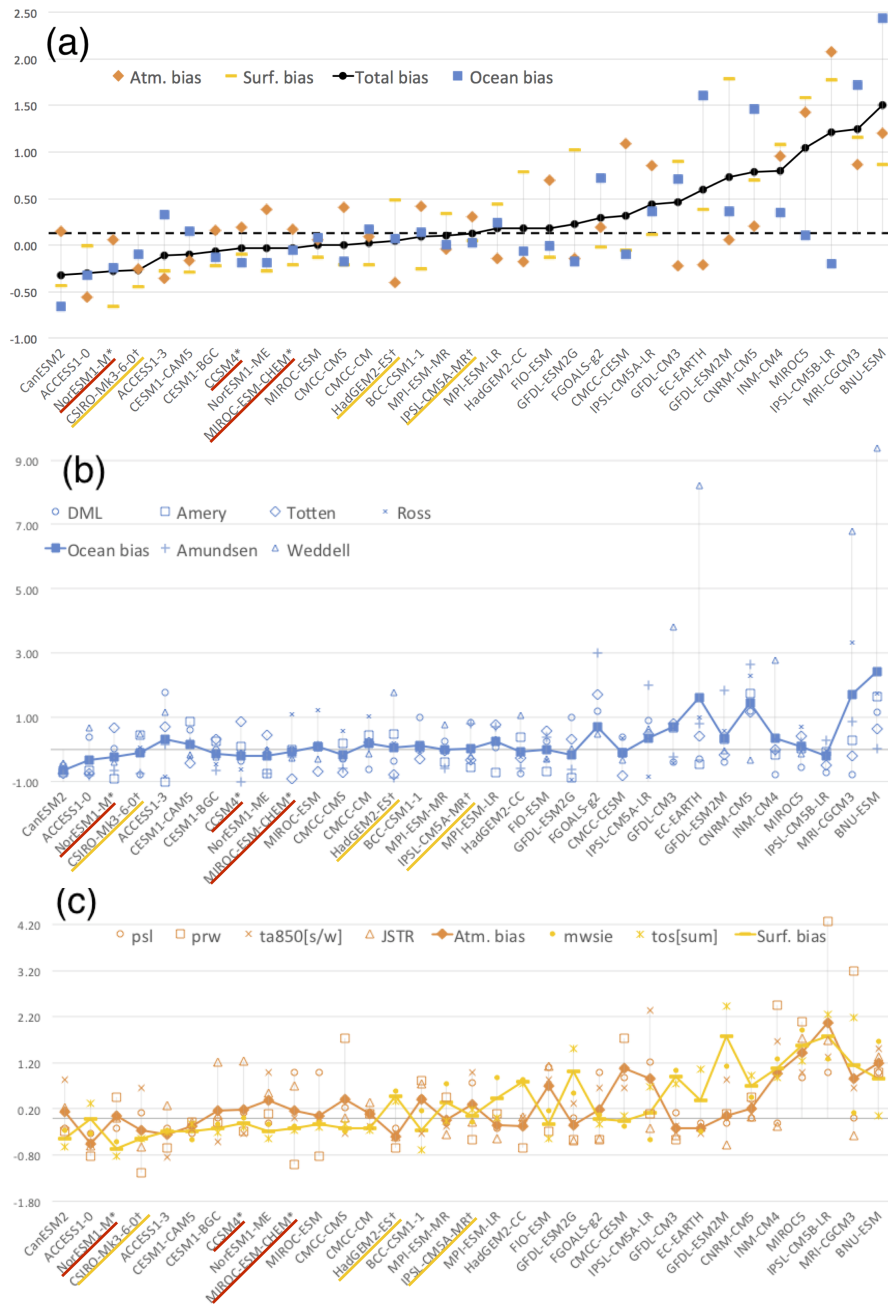 (a)
2.50
2.00
Atm. bias Surf. bias Total bias Ocean bias
1.50
1.00
0.50
0.00
-0.50
-1.00
CanESM2
ACCESS1-0
NorESM1-M*
CSIRO-Mk3-6-0†
ACCESS1-3
CESM1-CAM5
CESM1-BGC
CCSM4*
NorESM1-ME
MIROC-ESM-CHEM*
MIROC-ESM
CMCC-CMS
CMCC-CM
HadGEM2-ES†
BCC-CSM1-1
MPI-ESM-MR
IPSL-CM5A-MR†
MPI-ESM-LR
HadGEM2-CC
FIO-ESM
GFDL-ESM2G
FGOALS-g2
CMCC-CESM
IPSL-CM5A-LR
GFDL-CM3
EC-EARTH
GFDL-ESM2M
CNRM-CM5
INM-CM4
MIROC5
IPSL-CM5B-LR
MRI-CGCM3
BNU-ESM
(b)
9.00
DML Amery Totten Ross
7.00
Ocean bias Amundsen Weddell
5.00
3.00
1.00
-1.00
CanESM2
ACCESS1-0
NorESM1-M*
CSIRO-Mk3-6-0†
ACCESS1-3
CESM1-CAM5
CESM1-BGC
CCSM4*
NorESM1-ME
MIROC-ESM-CHEM*
MIROC-ESM
CMCC-CMS
CMCC-CM
HadGEM2-ES†
BCC-CSM1-1
MPI-ESM-MR
IPSL-CM5A-MR†
MPI-ESM-LR
HadGEM2-CC
FIO-ESM
GFDL-ESM2G
FGOALS-g2
CMCC-CESM
IPSL-CM5A-LR
GFDL-CM3
EC-EARTH
GFDL-ESM2M
CNRM-CM5
INM-CM4
MIROC5
IPSL-CM5B-LR
MRI-CGCM3
BNU-ESM
(c)
4.20
psl prw ta850[s/w] JSTR Atm. bias mwsie tos[sum] Surf. bias
3.20
2.20
1.20
0.20
-0.80
-1.80
CanESM2
ACCESS1-0
NorESM1-M*
CSIRO-Mk3-6-0†
ACCESS1-3
CESM1-CAM5
CESM1-BGC
CCSM4*
NorESM1-ME
MIROC-ESM-CHEM*
MIROC-ESM
CMCC-CMS
CMCC-CM
HadGEM2-ES†
BCC-CSM1-1
MPI-ESM-MR
IPSL-CM5A-MR†
MPI-ESM-LR
HadGEM2-CC
FIO-ESM
GFDL-ESM2G
FGOALS-g2
CMCC-CESM
IPSL-CM5A-LR
GFDL-CM3
EC-EARTH
GFDL-ESM2M
CNRM-CM5
INM-CM4
MIROC5
IPSL-CM5B-LR
MRI-CGCM3
BNU-ESM